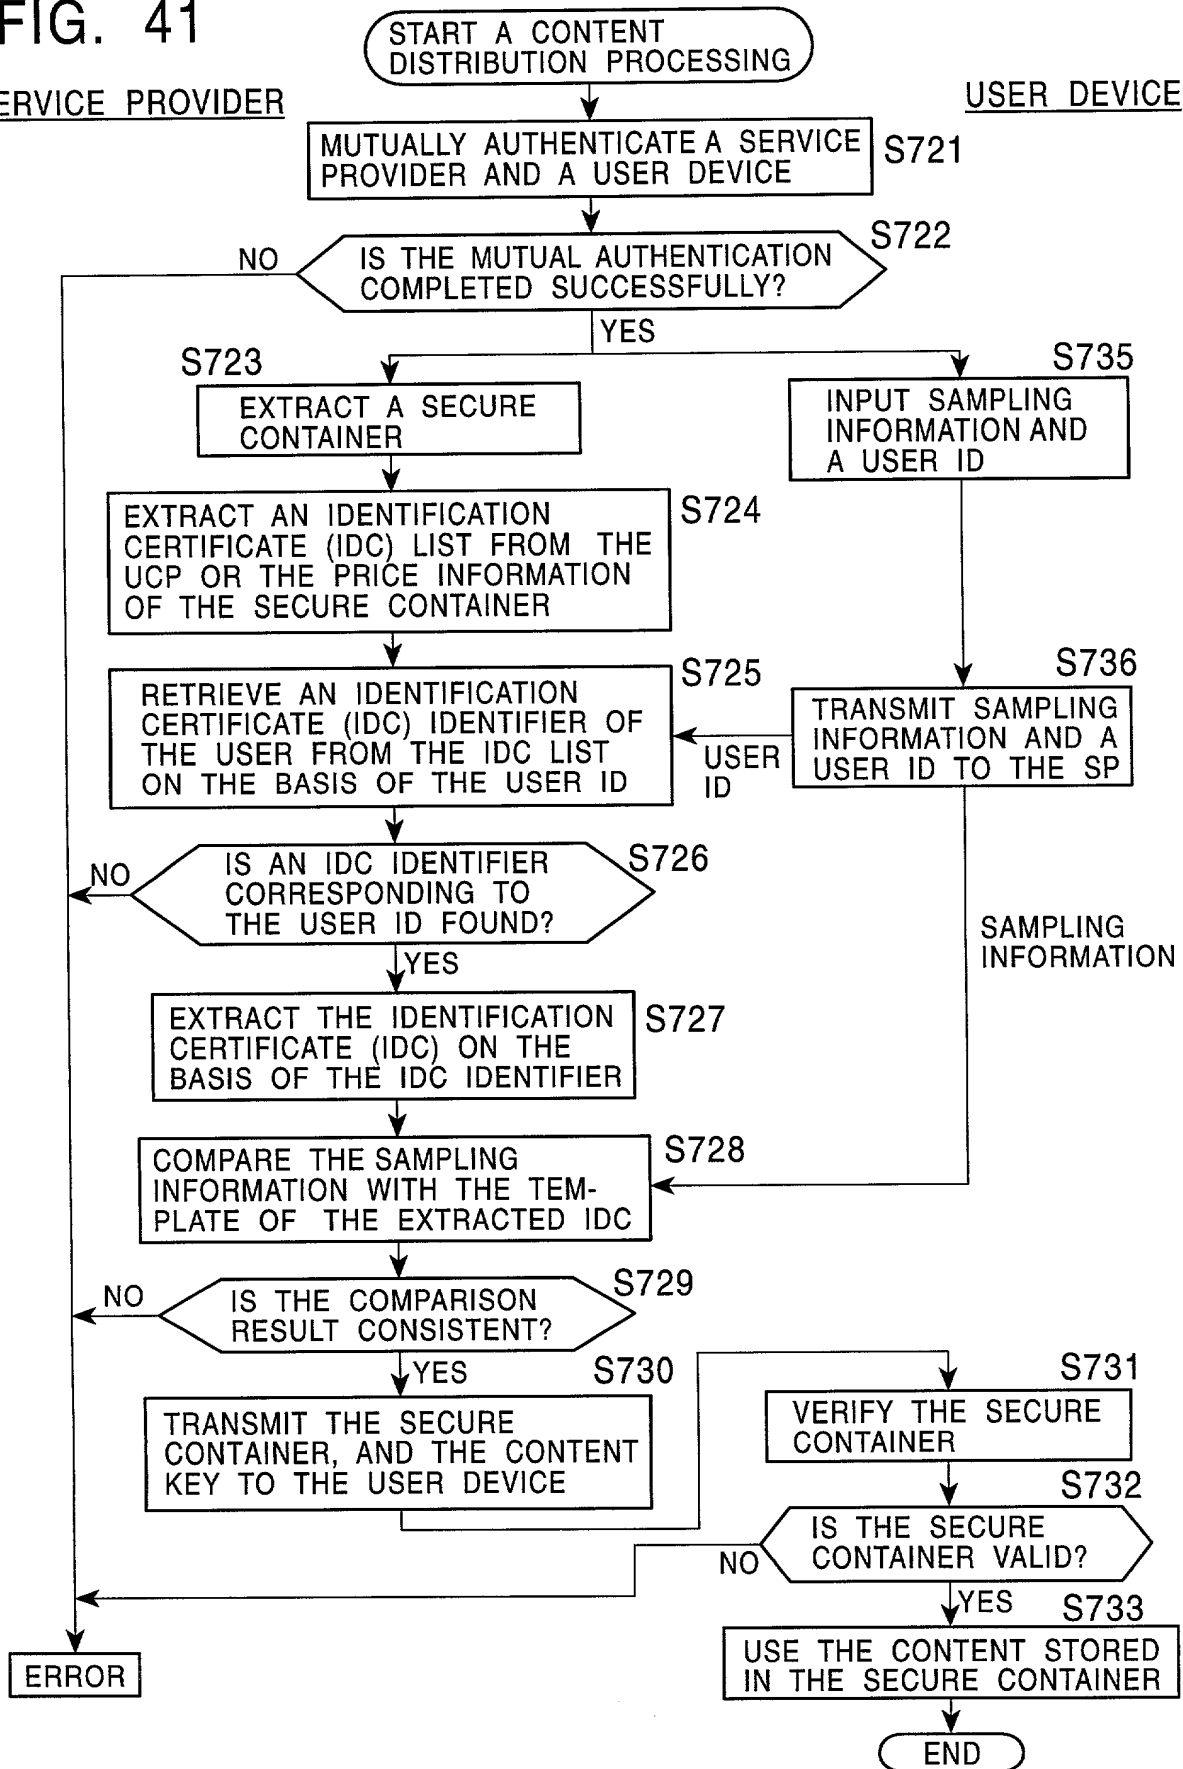 FIG. 41
START A CONTENT
DISTRIBUTION PROCESSING
ERVICE PROVIDER
USER DEVICE
MUTUALLY AUTHENTICATE A SERVICE
PROVIDER AND A USER DEVICE
S721
S722
NO
IS THE MUTUAL AUTHENTICATION
COMPLETED SUCCESSFULLY?
YES
S723
EXTRACT A SECURE
CONTAINER
S735
INPUT SAMPLING
INFORMATION AND
A USER ID
EXTRACT AN IDENTIFICATION
CERTIFICATE (IDC) LIST FROM THE
UCP OR THE PRICE INFORMATION
OF THE SECURE CONTAINER
S724
S725
RETRIEVE AN IDENTIFICATION
CERTIFICATE (IDC) IDENTIFIER OF
THE USER FROM THE IDC LIST
ON THE BASIS OF THE USER ID
S736
TRANSMIT SAMPLING
INFORMATION AND A
USER ID TO THE SP
USER
ID
S726
NO
IS AN IDC IDENTIFIER
CORRESPONDING TO
THE USER ID FOUND?
YES
SAMPLING
INFORMATION
EXTRACT THE IDENTIFICATION
CERTIFICATE (IDC) ON THE
BASIS OF THE IDC IDENTIFIER
S727
COMPARE THE SAMPLING
INFORMATION WITH THE TEM-
PLATE OF THE EXTRACTED IDC
S728
S729
NO
IS THE COMPARISON
RESULT CONSISTENT?
YES
S730
TRANSMIT THE SECURE
CONTAINER, AND THE CONTENT
KEY TO THE USER DEVICE
S731
VERIFY THE SECURE
CONTAINER
S732
IS THE SECURE
CONTAINER VALID?
NO
YES
S733
USE THE CONTENT STORED
IN THE SECURE CONTAINER
ERROR
END